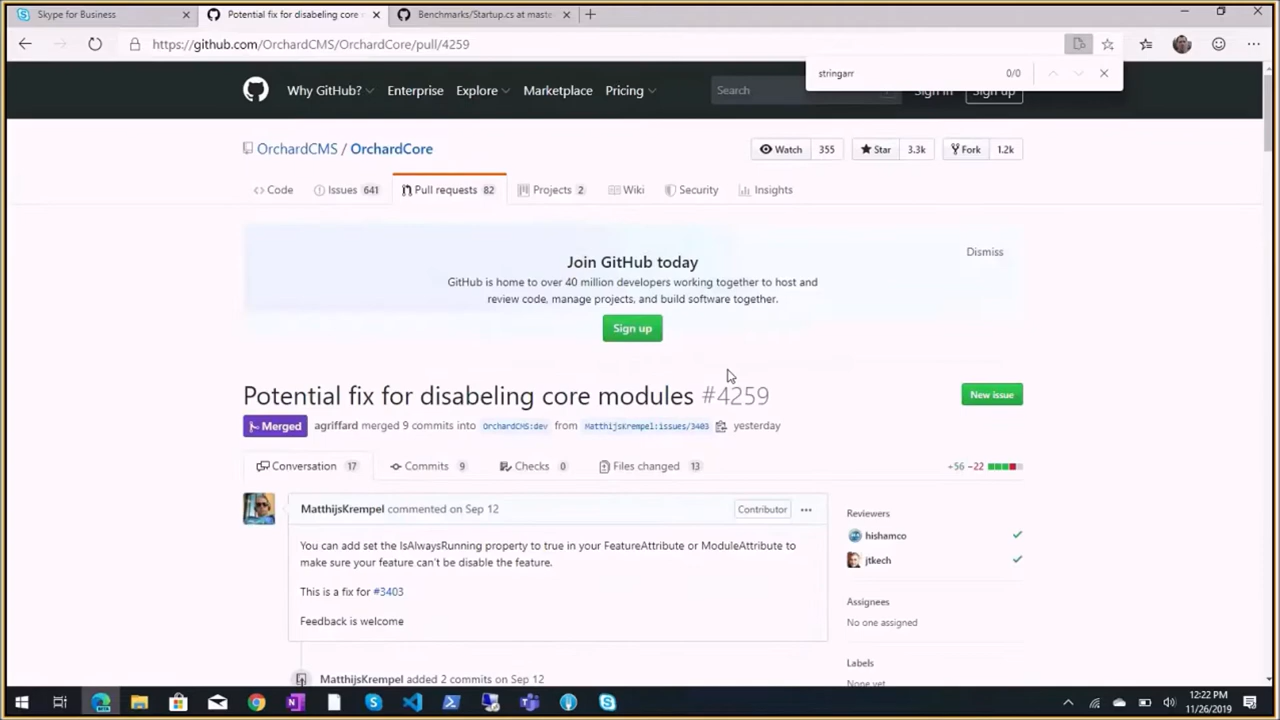 Skype for Business
Potential fix for disabeling core
Benchmarks/Startup.cs at maste
https://github.com/OrchardCMS/OrchardCore/pull/4259
stringarr
0/0
Why GitHub?
Enterprise
Explore
Marketplace
Pricing
Search
Sign in
Sign up
OrchardCMS / OrchardCore
Watch 355
Star 3.3k
Fork 1.2k
Code
Issues 641
Pull requests 82
Projects 2
Wiki
Security
Insights
Join GitHub today
Dismiss
GitHub is home to over 40 million developers working together to host and
review code, manage projects, and build software together.
Sign up
Potential fix for disabeling core modules #4259
New issue
Merged
agriffard merged 9 commits into OrchardCMS:dev from MatthijsKrempel:issues/3403 yesterday
Conversation 17
Commits 9
Checks 0
Files changed 13
+56 −22
MatthijsKrempel commented on Sep 12
Contributor
You can add set the IsAlwaysRunning property to true in your FeatureAttribute or ModuleAttribute to
make sure your feature can't be disable the feature.
This is a fix for #3403
Feedback is welcome
MatthijsKrempel added 2 commits on Sep 12
Reviewers
hishamco
jtkech
Assignees
No one assigned
Labels
None yet
12:22 PM
11/26/2019